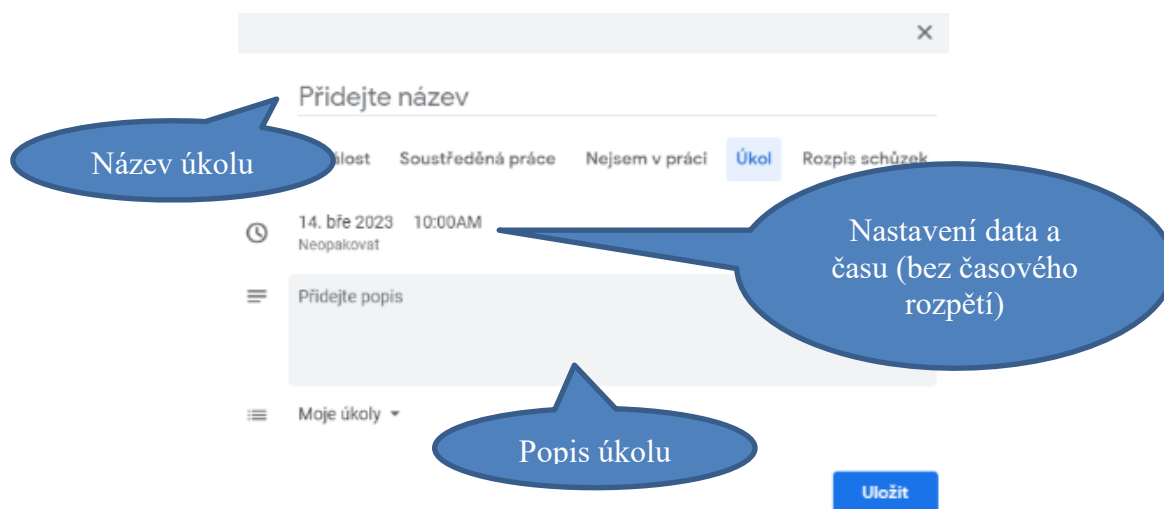 Přidejte název
Název úkolu
álost Soustředěná práce Nejsem v práci Úkol Rozpis schůzek
14. bře 2023 10:00AM
Neopakovat
Nastavení data a
času (bez časového
rozpětí)
Přidejte popis
Moje úkoly
Popis úkolu
Uložit